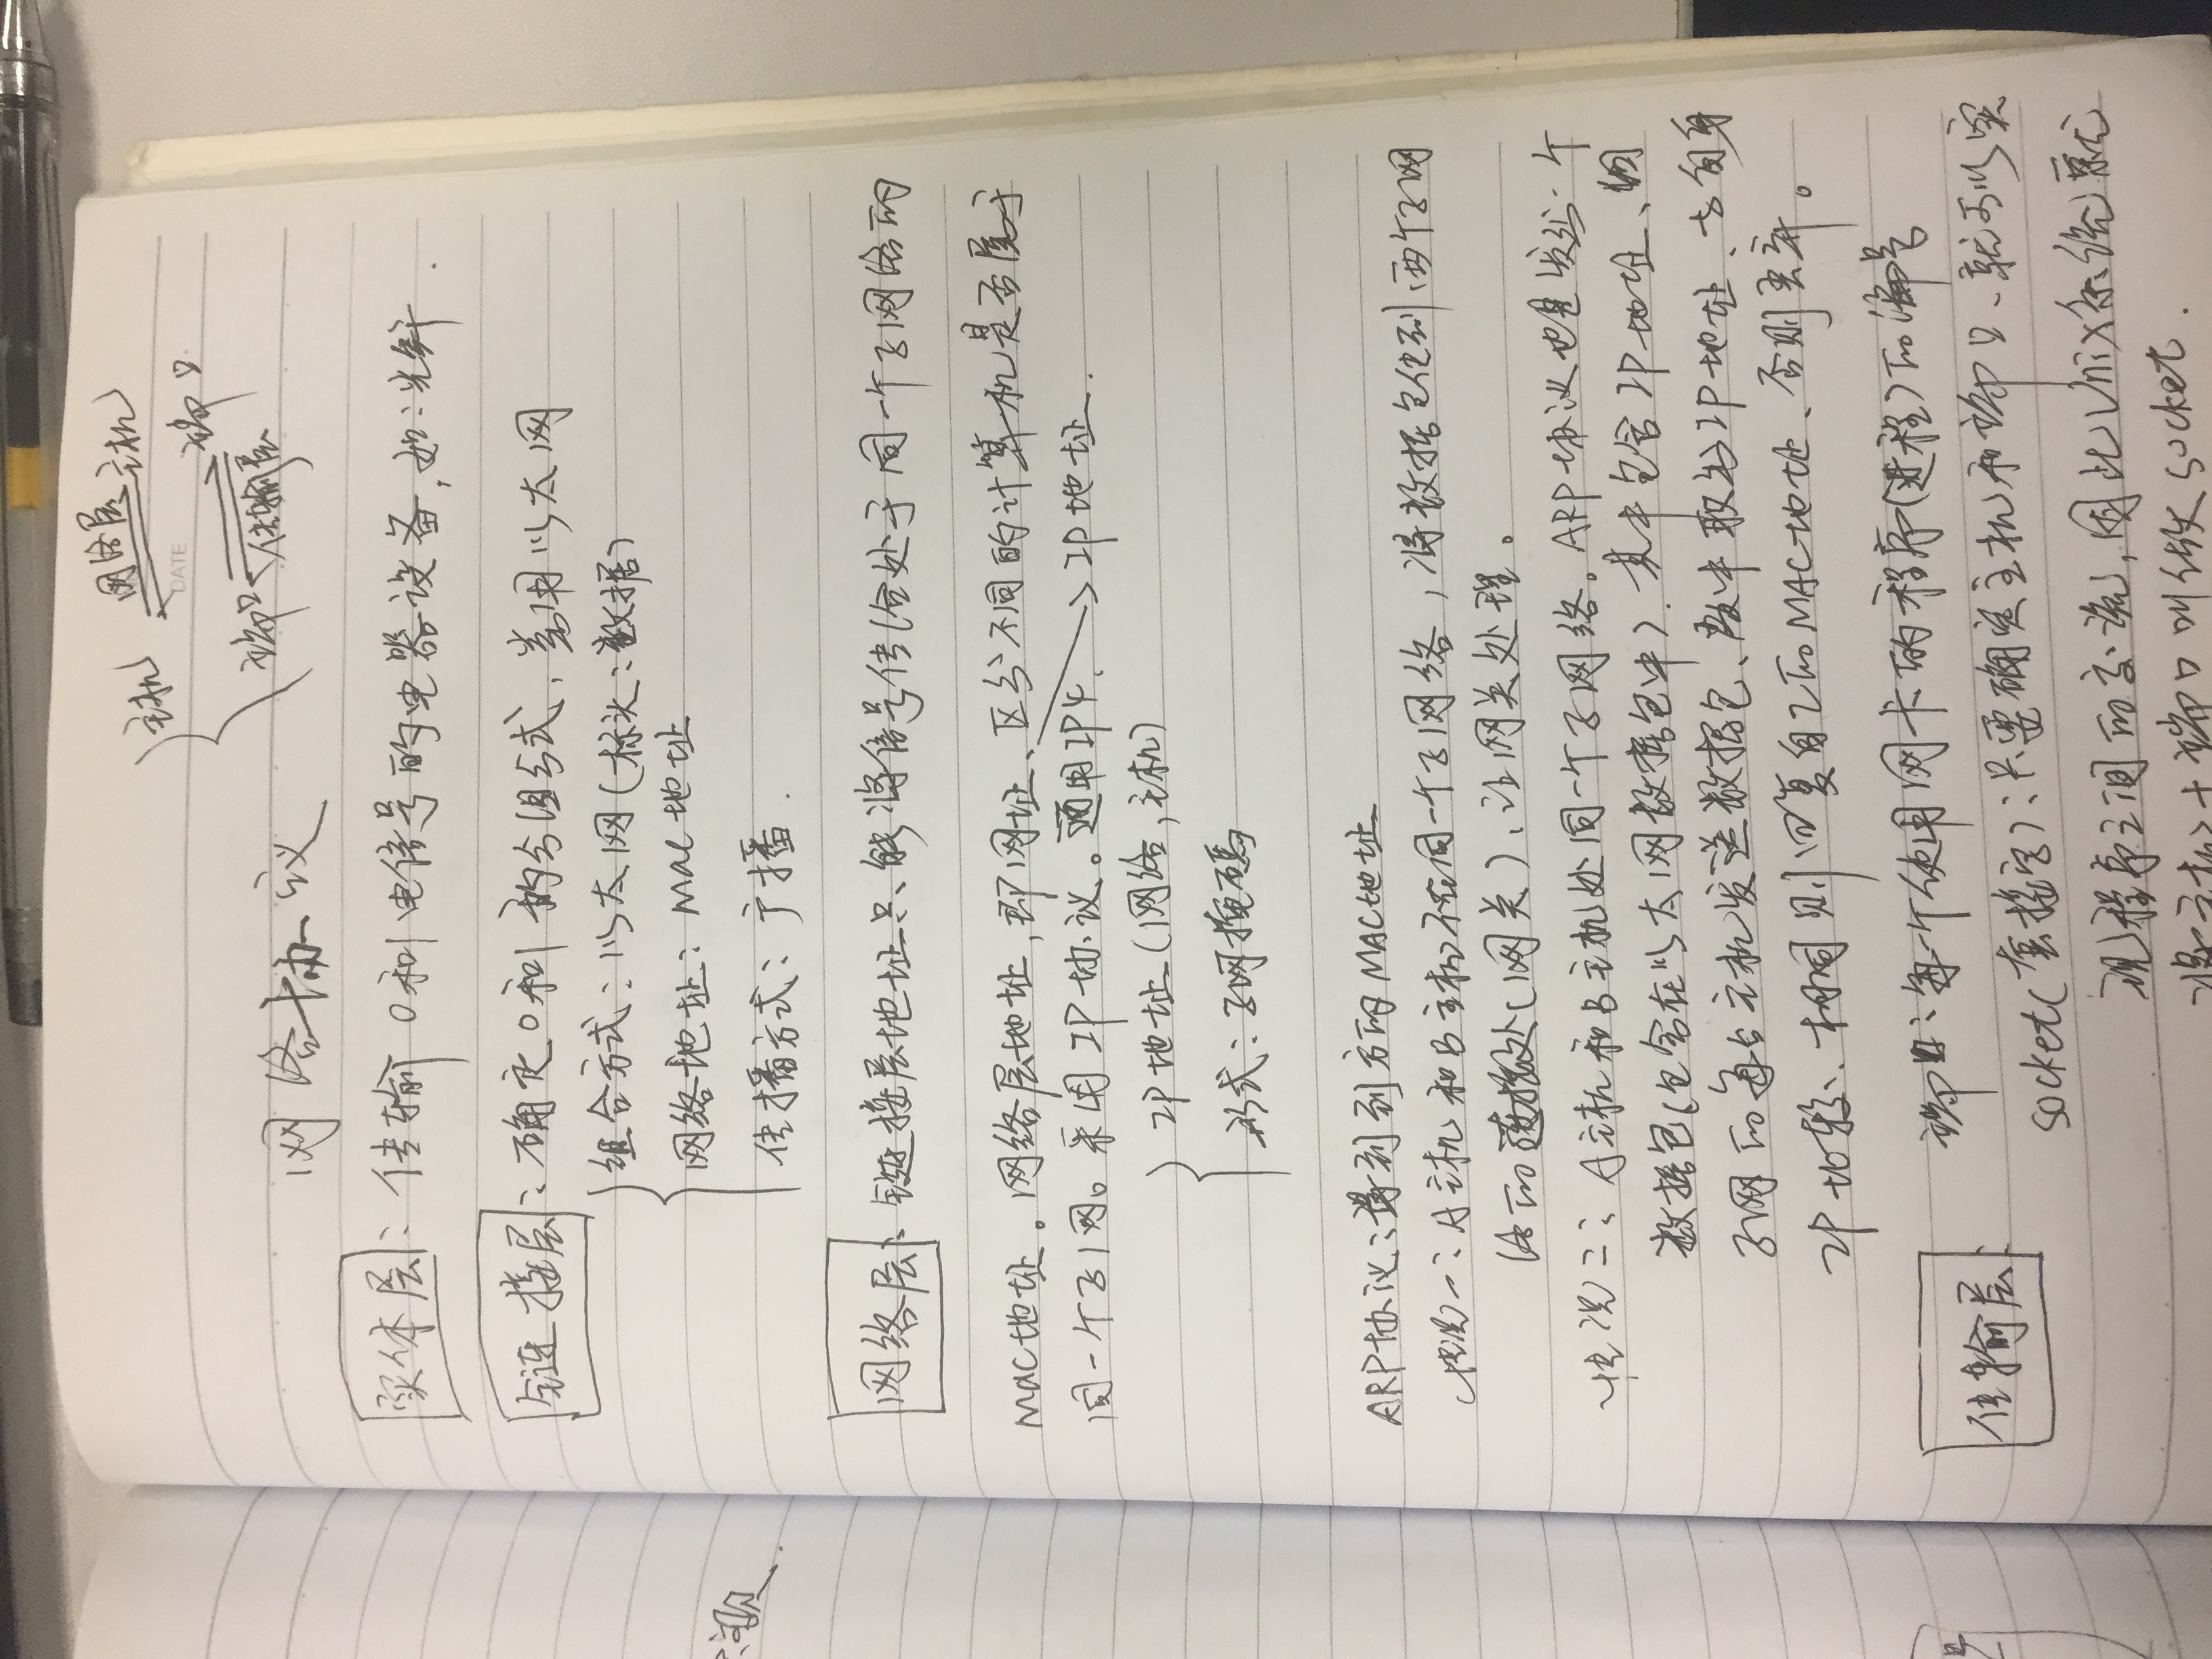 主机 网络层 主机
DATE
端口 端口
传输层
网络协议
实体层：传输0和1电信号的电器设备，如：光纤.
链接层：确定0和1的分组方式，常用以太网
组合方式：以太网(标头：数据)
网络地址：MAC地址
传播方式：广播.
网络层：链接层地址只能将信号传给处于同一个子网络的
MAC地址。网络层地址，即网址、区分不同的计算机是否属于
同一个子网。采用IP协议。通用IP4. → IP地址.
IP地址(网络,主机)
形式：子网掩码
ARP协议：得到到方的MAC地址
情况一：A主机和B主机不在同一个子网络，将数据包传到两个子网
络的连接处(网关)，让网关处理。
情况二：A主机和B主机处同一个子网络。ARP协议也是发送一个
数据包(包含在以太网数据包中).其中包含IP地址、
子网的每台主机发送数据包、取出IP地址、与自身
IP比较、相同则回复自己的MAC地址、否则丢弃。
端口：每一个使用网卡的程序(进程)的编号
传输层：
socket(套接字)：只要确定主机和端口、就可以实
现程序之间的交流，因此Unix系统就
将主机+端口叫做socket.